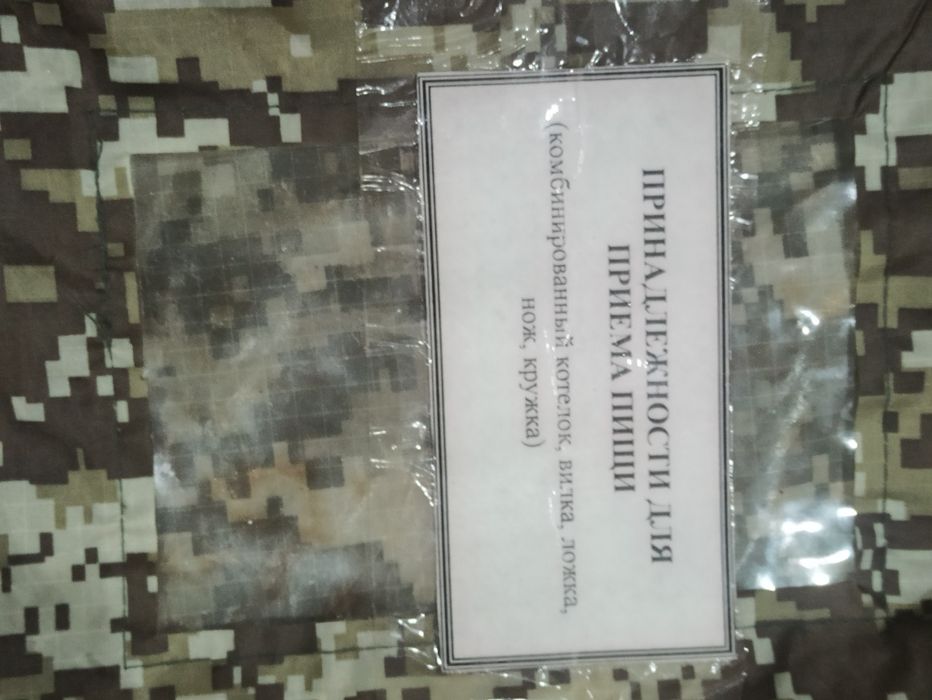 ПРИНАДЛЕЖНОСТИ ДЛЯ
ПРИЕМА ПИЩИ
(комбинированный котелок, вилка, ложка,
нож, кружка)